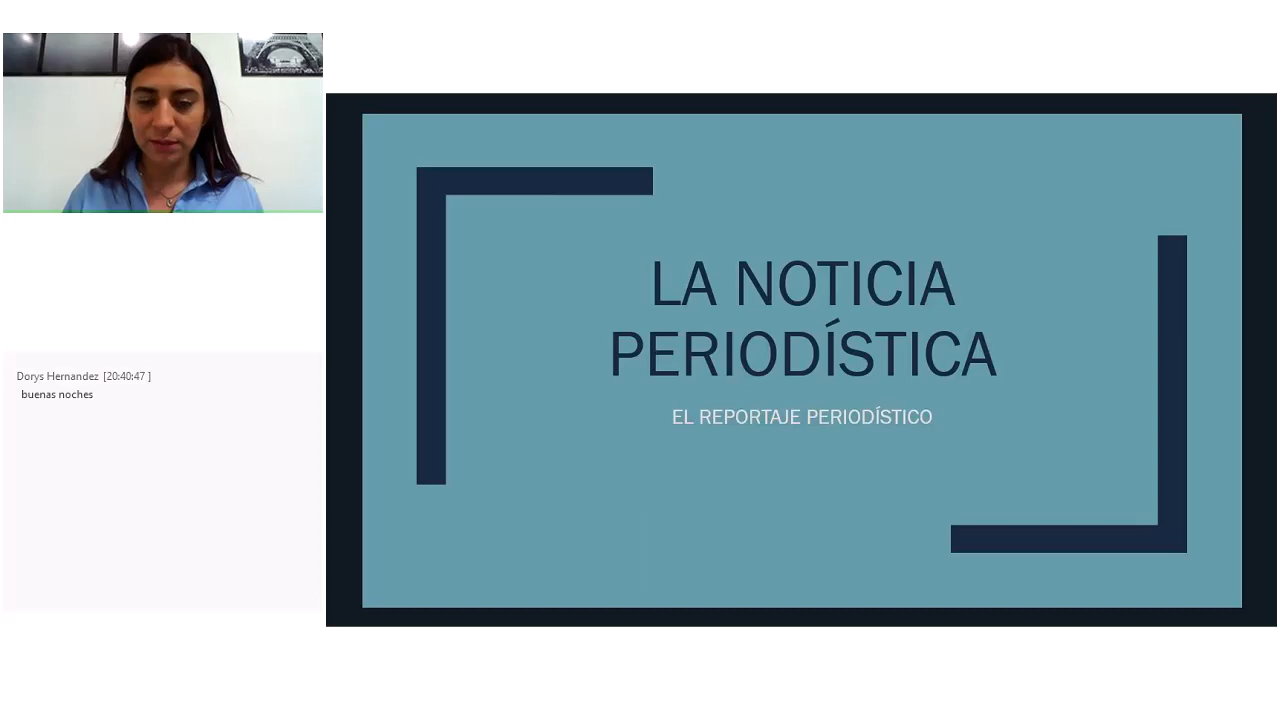 Dorys Hernandez [20:40:47 ]
buenas noches
LA NOTICIA
PERIODÍSTICA
EL REPORTAJE PERIODÍSTICO